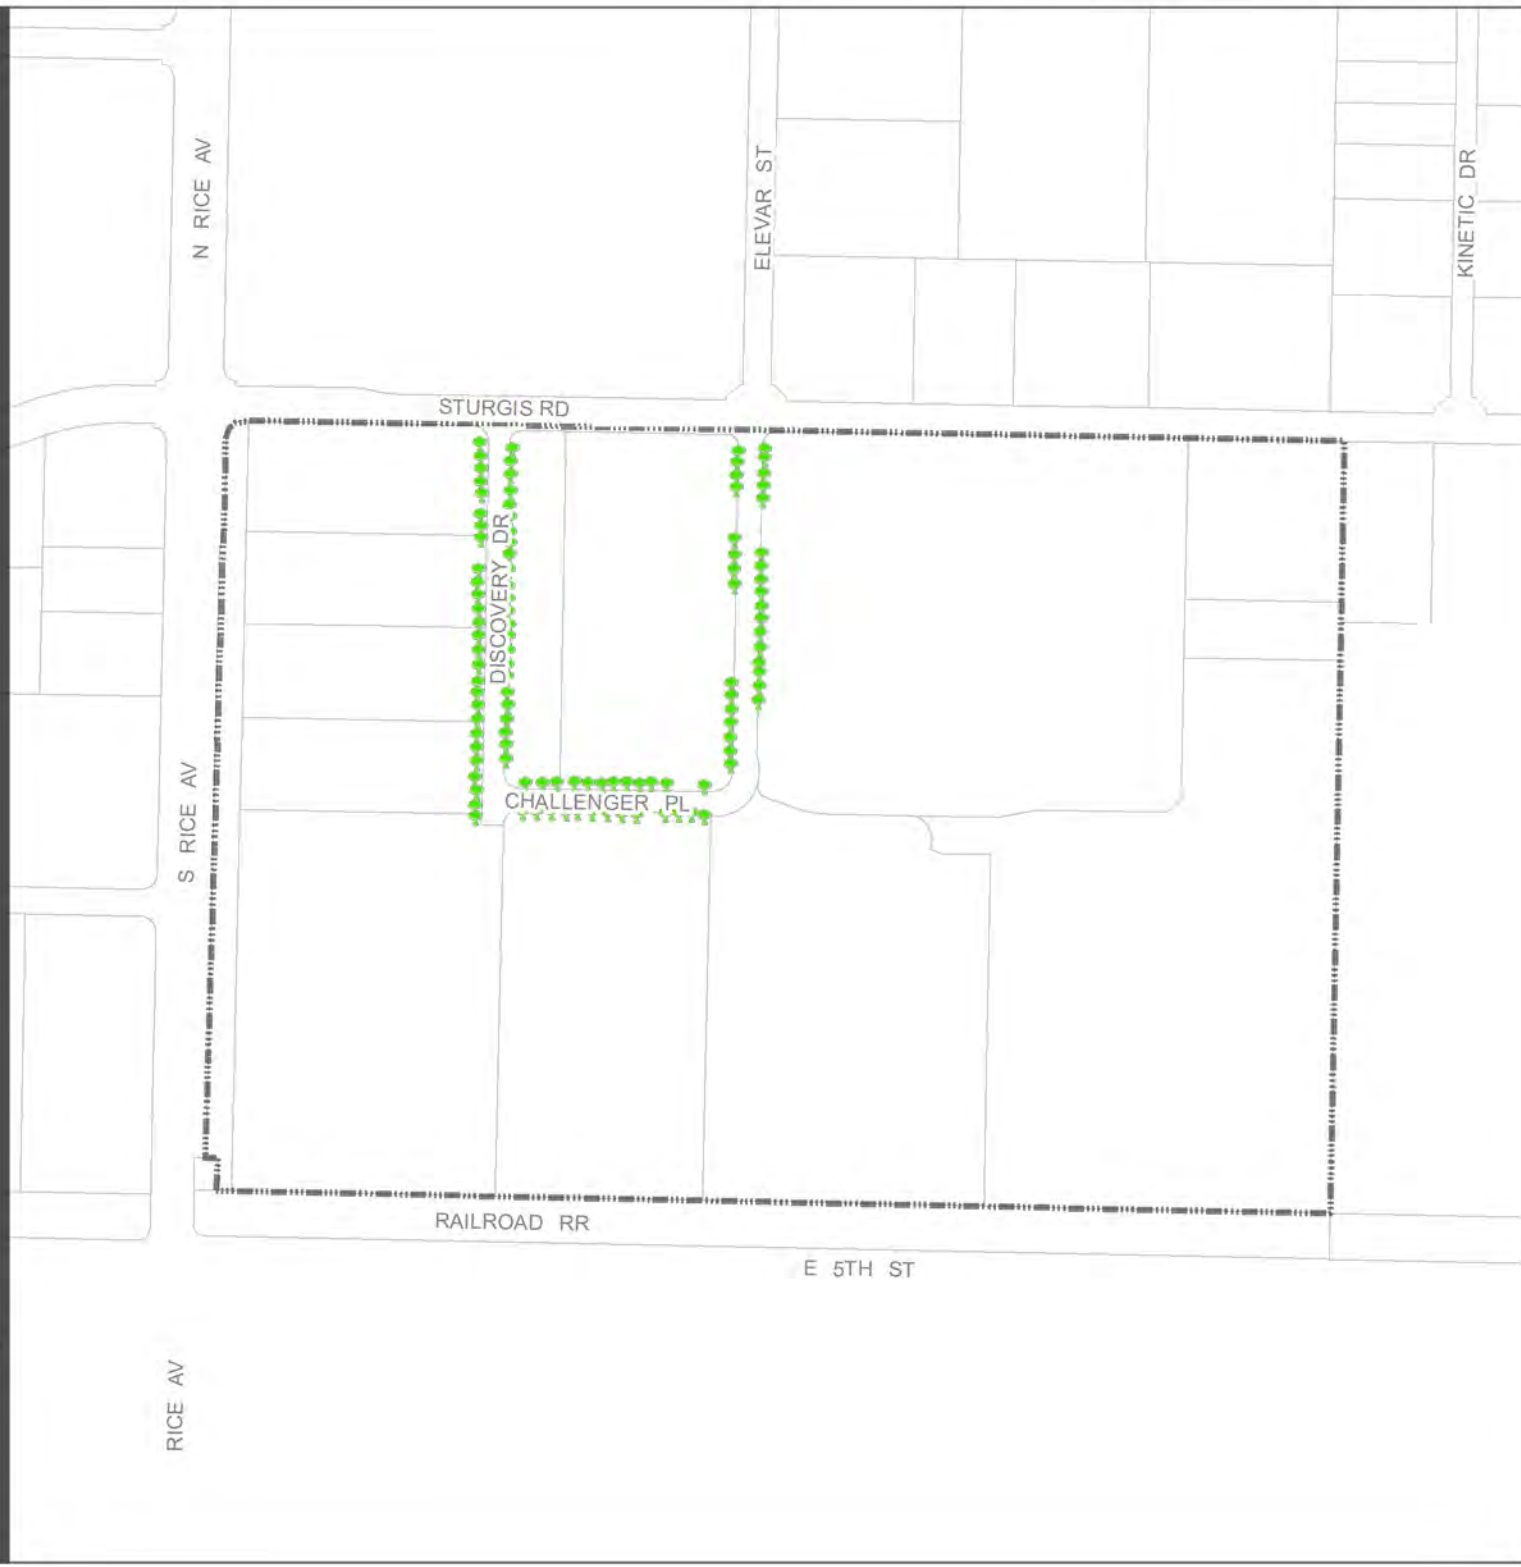 N RICE AV
ELEVAR ST
KINETIC DR
STURGIS RD
DISCOVERY DR
CHALLENGER PL
S RICE AV
RAILROAD RR
E 5TH ST
RICE AV